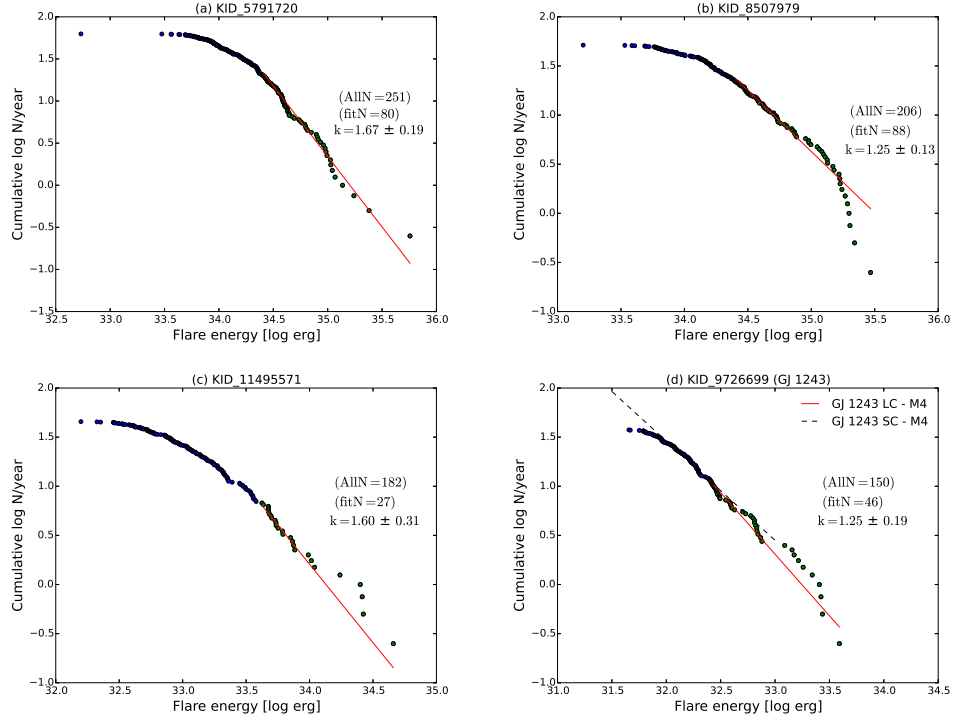 (a) KID_5791720
2.0
1.5
1.0
0.5
0.0
−0.5
−1.0
−1.5
Cumulative log N/year
(AllN=251)
(fitN=80)
k=1.67 ± 0.19
32.5 33.0 33.5 34.0 34.5 35.0 35.5 36.0
Flare energy [log erg]
(b) KID_8507979
2.0
1.5
1.0
0.5
0.0
−0.5
−1.0
Cumulative log N/year
(AllN=206)
(fitN=88)
k=1.25 ± 0.13
33.0 33.5 34.0 34.5 35.0 35.5 36.0
Flare energy [log erg]
(c) KID_11495571
2.0
1.5
1.0
0.5
0.0
−0.5
−1.0
Cumulative log N/year
(AllN=182)
(fitN=27)
k=1.60 ± 0.31
32.0 32.5 33.0 33.5 34.0 34.5 35.0
Flare energy [log erg]
(d) KID_9726699 (GJ 1243)
2.0
1.5
1.0
0.5
0.0
−0.5
−1.0
Cumulative log N/year
GJ 1243 LC - M4
GJ 1243 SC - M4
(AllN=150)
(fitN=46)
k=1.25 ± 0.19
31.0 31.5 32.0 32.5 33.0 33.5 34.0 34.5
Flare energy [log erg]